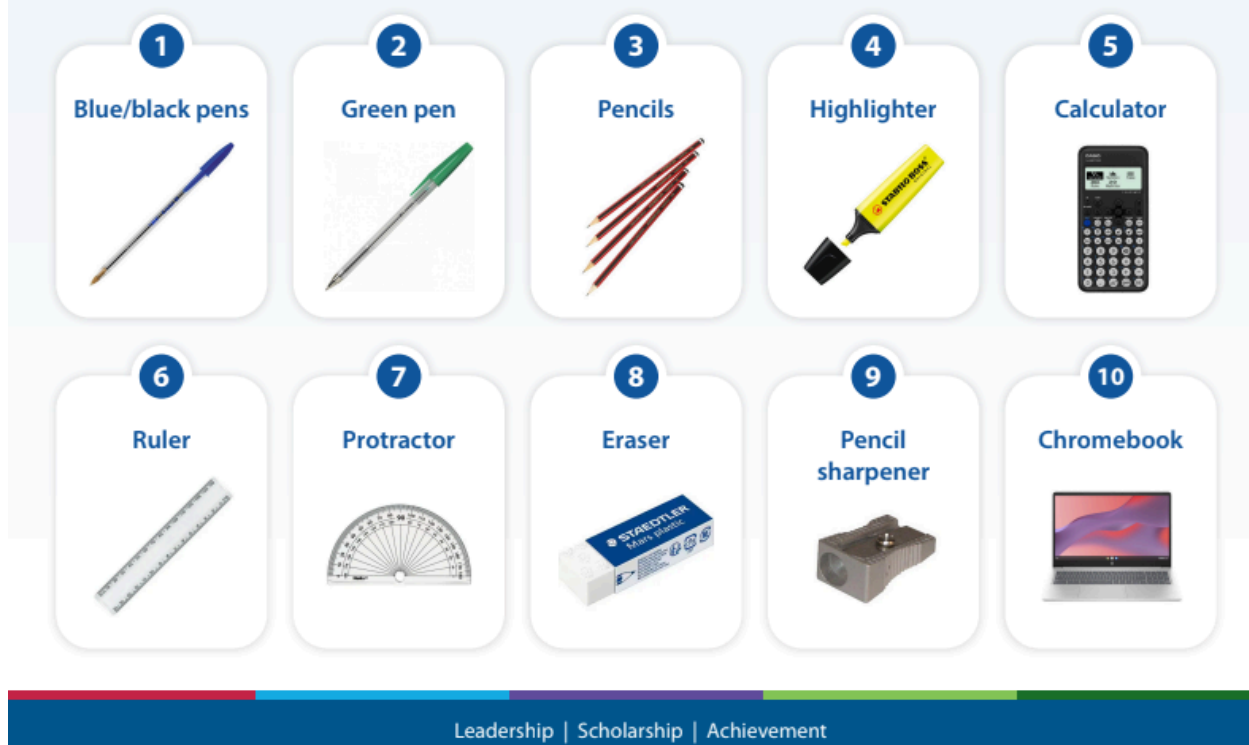 1
2
3
4
5
Blue/black pens
Green pen
Pencils
Highlighter
Calculator
STABILO BOSS
CASIO
6
7
8
9
10
Ruler
Protractor
Eraser
Pencil
sharpener
Chromebook
STAEDTLER
Mars plastic
Leadership | Scholarship | Achievement